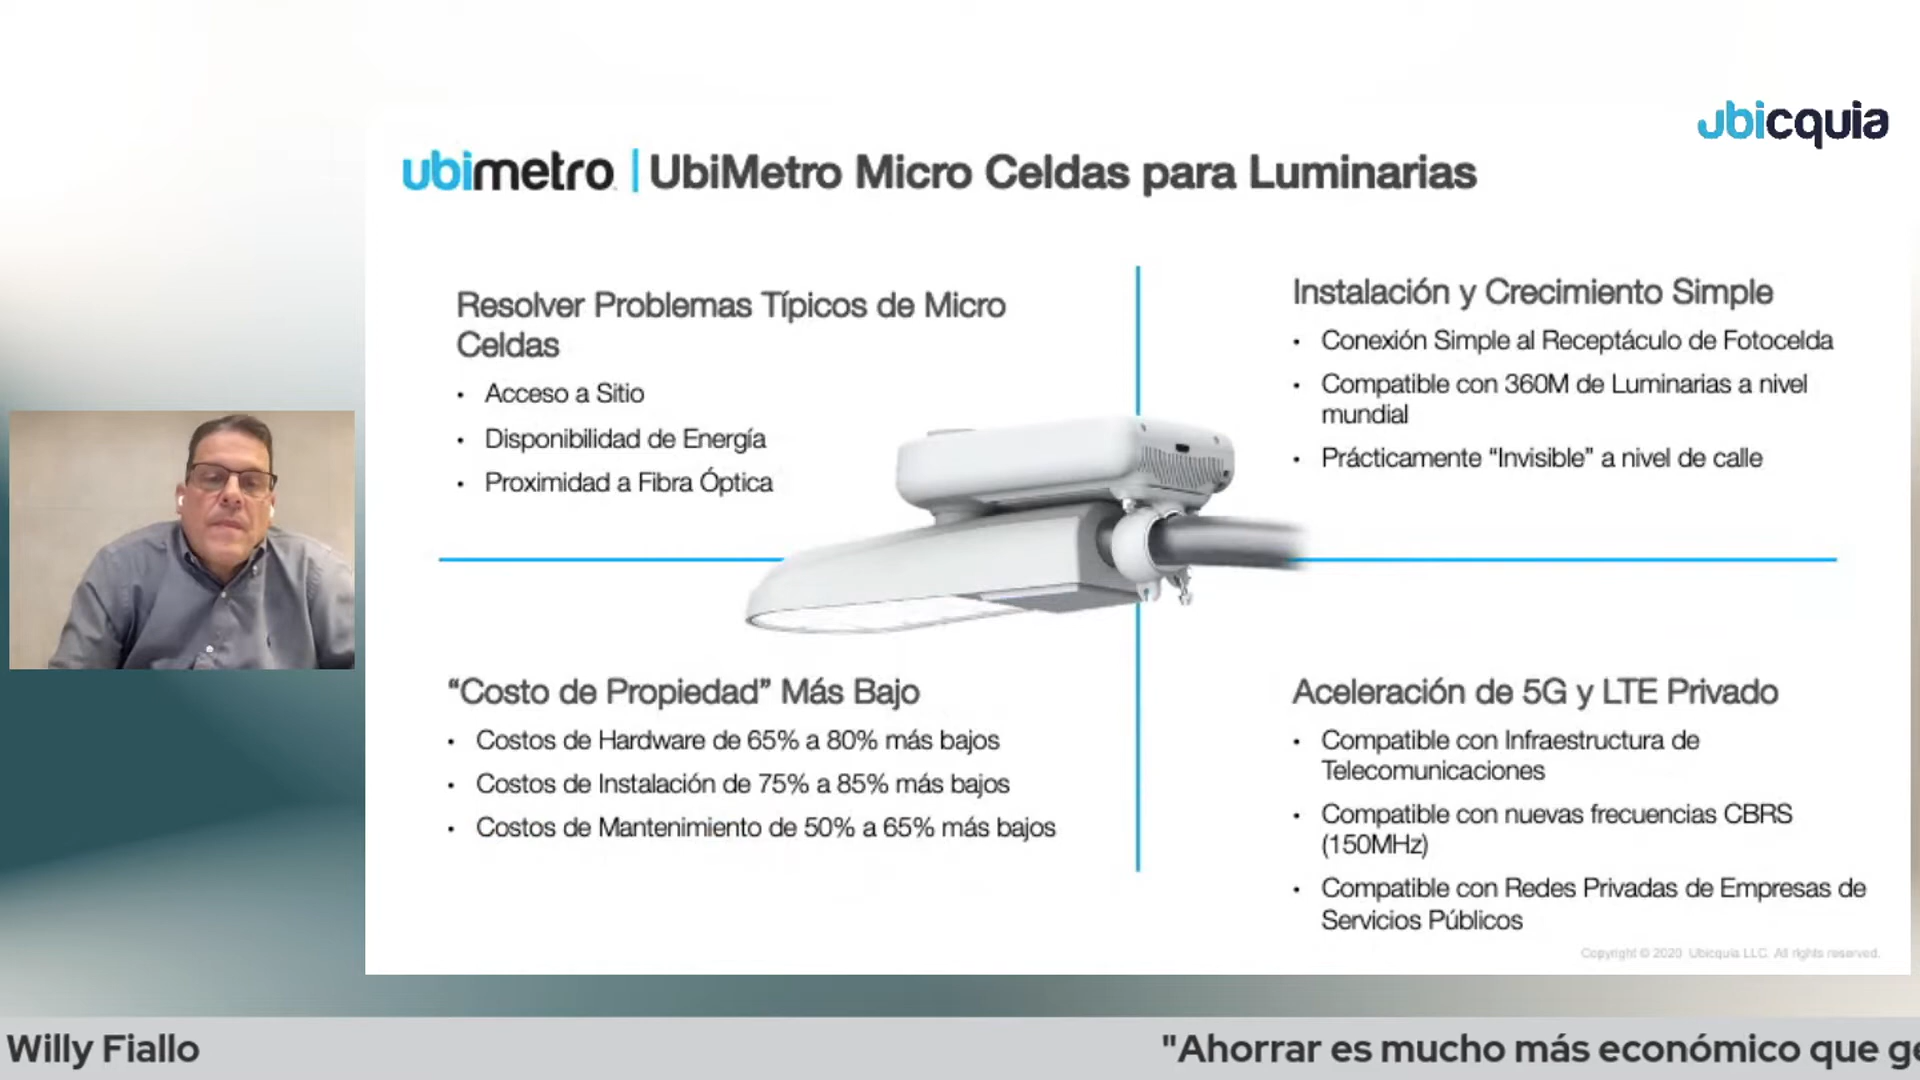 ubicquia
ubimetro | UbiMetro Micro Celdas para Luminarias
Resolver Problemas Típicos de Micro
Celdas
• Acceso a Sitio
• Disponibilidad de Energía
• Proximidad a Fibra Óptica
Instalación y Crecimiento Simple
• Conexión Simple al Receptáculo de Fotocelda
• Compatible con 360M de Luminarias a nivel
mundial
• Prácticamente “Invisible” a nivel de calle
“Costo de Propiedad” Más Bajo
• Costos de Hardware de 65% a 80% más bajos
• Costos de Instalación de 75% a 85% más bajos
• Costos de Mantenimiento de 50% a 65% más bajos
Aceleración de 5G y LTE Privado
• Compatible con Infraestructura de
Telecomunicaciones
• Compatible con nuevas frecuencias CBRS
(150MHz)
• Compatible con Redes Privadas de Empresas de
Servicios Públicos
Copyright © 2020 Ubicquia LLC. All rights reserved.
Willy Fiallo
"Ahorrar es mucho más económico que ge